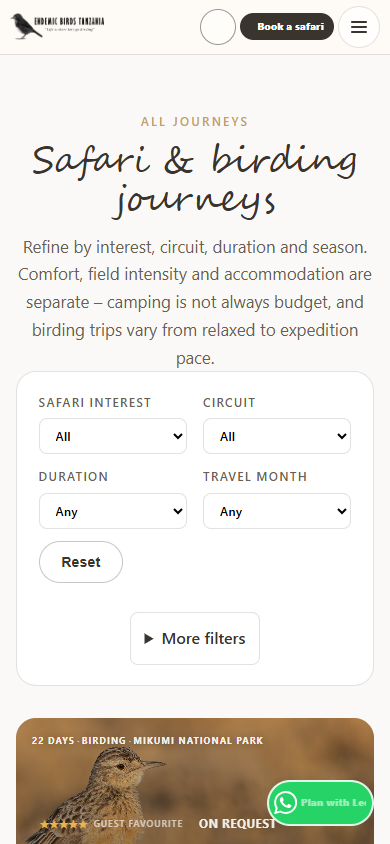 ENDEMIC BIRDS TANZANIA
Book a safari
ALL JOURNEYS
Safari & birding
journeys
Refine by interest, circuit, duration and season.
Comfort, field intensity and accommodation are
separate – camping is not always budget, and
birding trips vary from relaxed to expedition
pace.
SAFARI INTEREST
CIRCUIT
All
All
DURATION
TRAVEL MONTH
Any
Any
Reset
▶ More filters
22 DAYS · BIRDING · MIKUMI NATIONAL PARK
★★★★★ GUEST FAVOURITE
ON REQUEST
Plan with Le